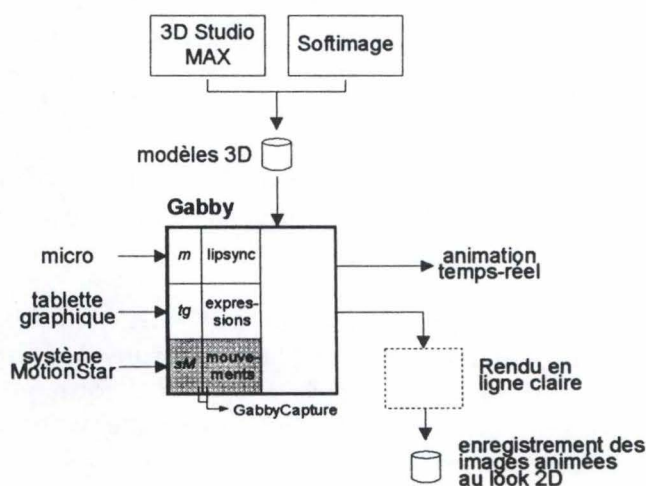 3D Studio
MAX
Softimage
modèles 3D
Gabby
micro
m
lipsync
animation
temps-réel
tablette
graphique
tg
expres-
sions
système
MotionStar
sM
mouve-
ments
GabbyCapture
Rendu en
ligne claire
enregistrement des
images animées
au look 2D